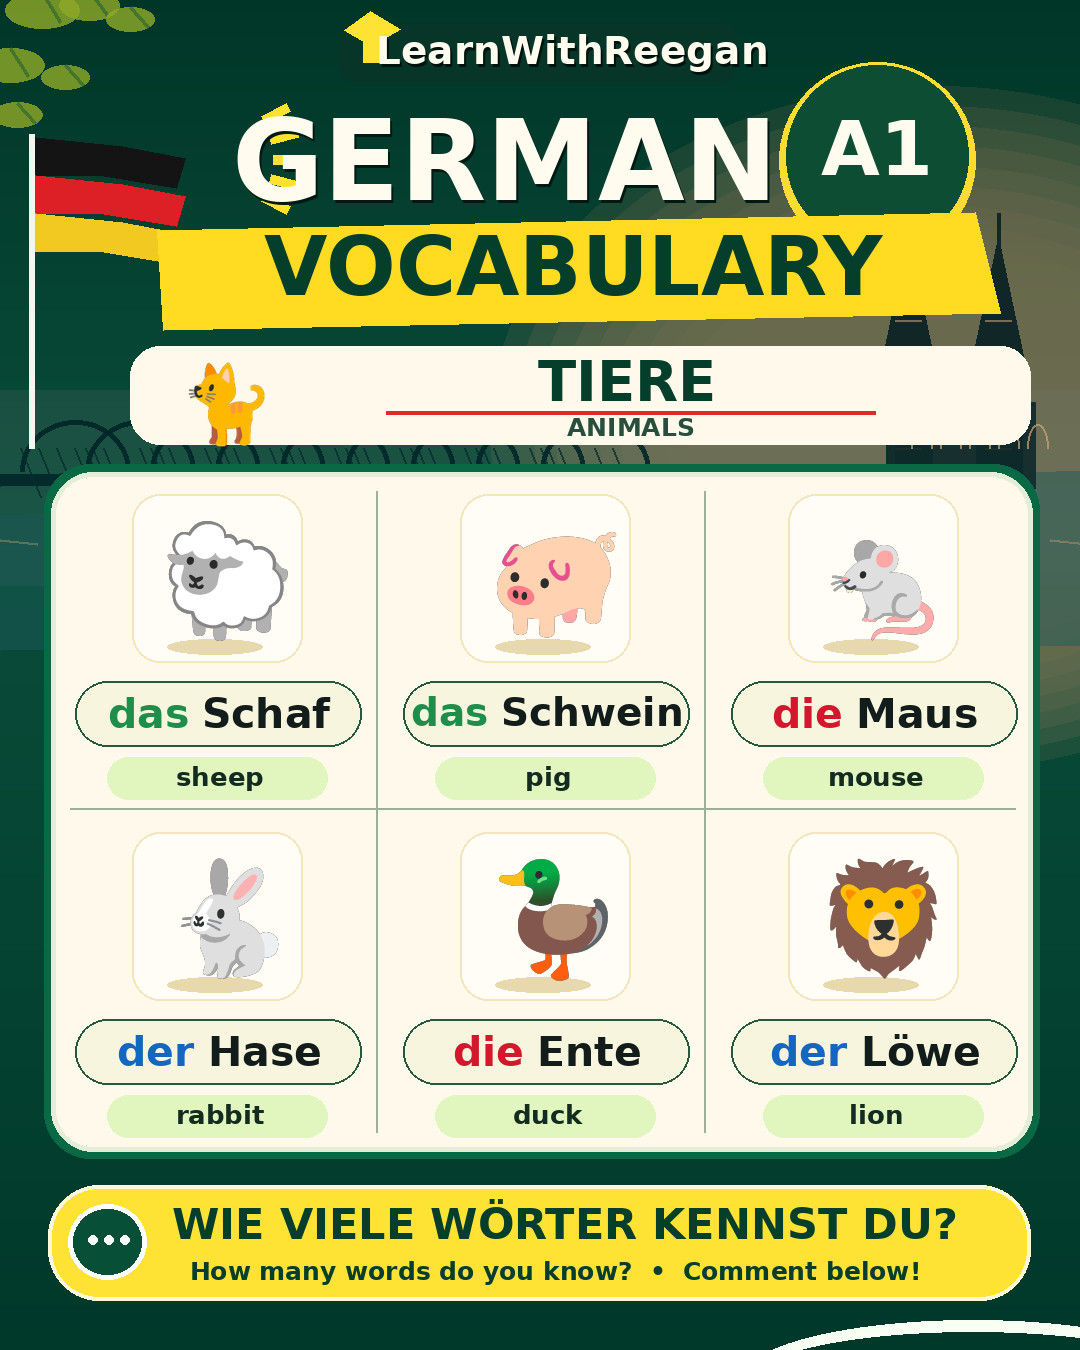 LearnWithReegan
GERMAN
A1
VOCABULARY
TIERE
ANIMALS
das Schaf
das Schwein
die Maus
sheep
pig
mouse
der Hase
die Ente
der Löwe
rabbit
duck
lion
WIE VIELE WÖRTER KENNST DU?
How many words do you know? • Comment below!